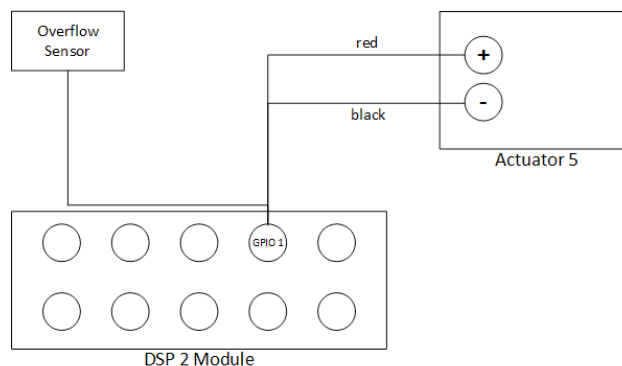 Overflow
Sensor
red
+
-
black
Actuator 5
GPIO 1
DSP 2 Module